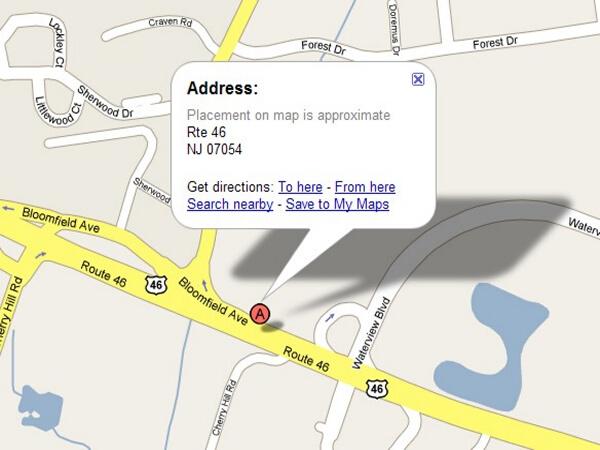 Craven Rd
Doremus Dr
Forest Dr
Forest Dr
Lockley Ct
Littlewood Ct
Sherwood Dr
Address:
Placement on map is approximate
Rte 46
NJ 07054
Get directions: To here - From here
Search nearby - Save to My Maps
Sherwood
Bloomfield Ave
Waterv
Route 46
46
Bloomfield Ave
A
Cherry Hill Rd
Waterview Blvd
Route 46
46
Cherry Hill Rd